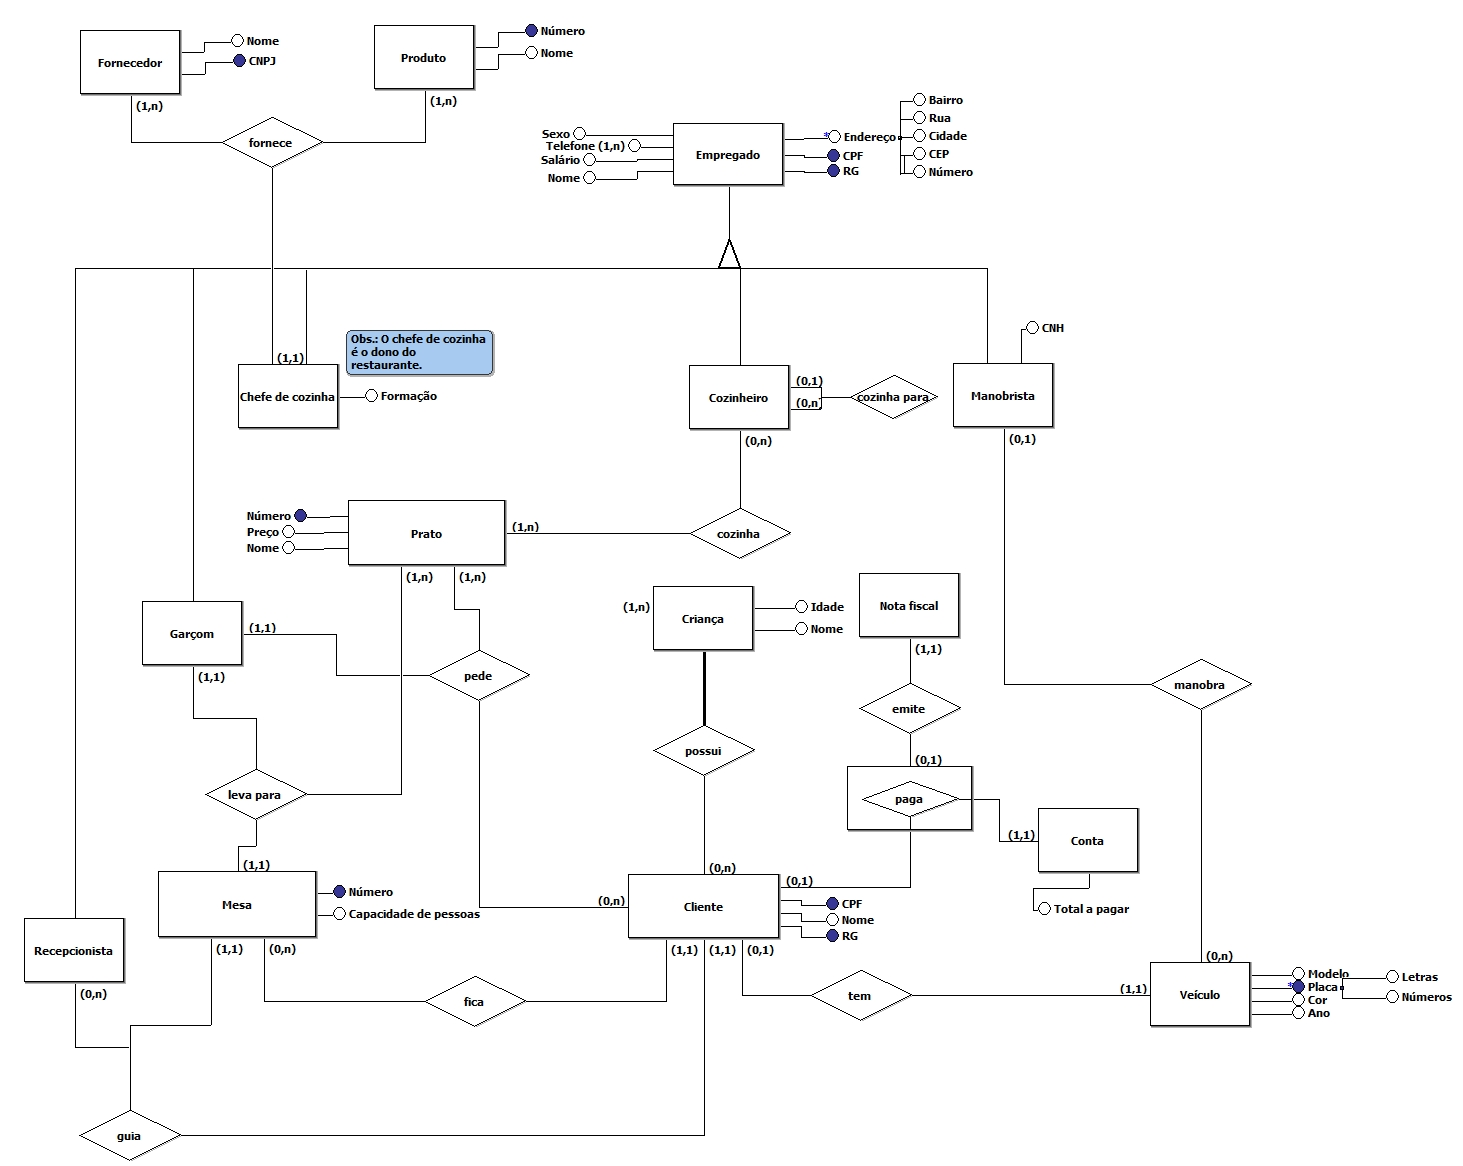 Fornecedor
Nome
CNPJ
(1,n)
Produto
Número
Nome
(1,n)
fornece
Sexo
Telefone (1,n)
Salário
Nome
Empregado
Endereço
CPF
RG
Bairro
Rua
Cidade
CEP
Número
(1,1)
Obs.: O chefe de cozinha
é o dono do
restaurante.
Chefe de cozinha
Formação
Cozinheiro
(0,1)
(0,n
cozinha para
(0,n)
CNH
Manobrista
(0,1)
Número
Preço
Nome
Prato
(1,n)
cozinha
(1,n)
(1,n)
Garçom
(1,1)
(1,1)
pede
(1,n)
Criança
Idade
Nome
Nota fiscal
(1,1)
emite
(0,1)
paga
manobra
possui
leva para
(1,1)
Conta
Total a pagar
(1,1)
Mesa
Número
Capacidade de pessoas
(1,1)
(0,n)
(0,n)
(0,n)
(0,1)
Cliente
CPF
Nome
RG
(1,1)
(1,1)
(0,1)
Recepcionista
(0,n)
fica
tem
(1,1)
(0,n)
Veículo
Modelo
Placa
Cor
Ano
Letras
Números
guia